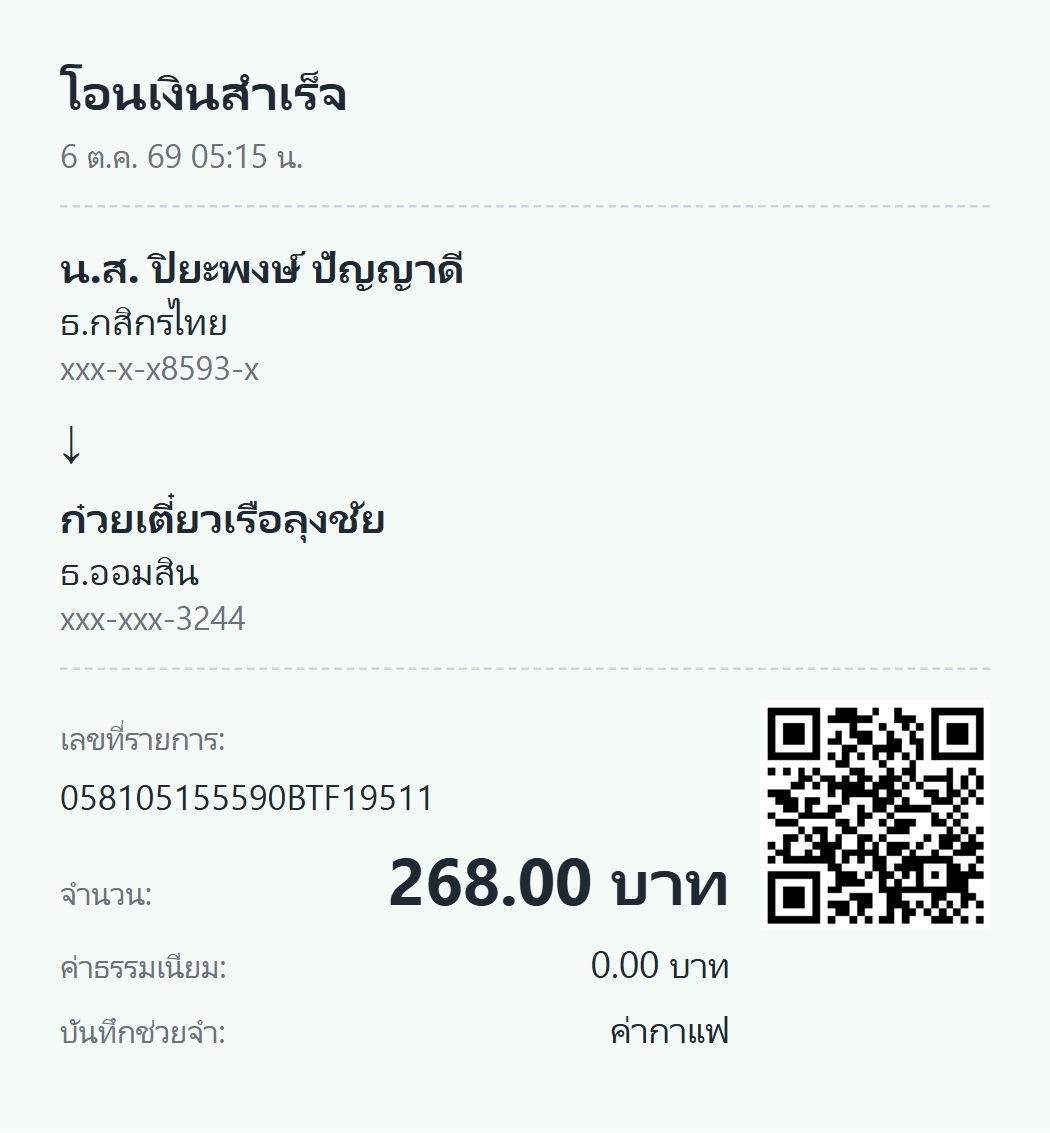 โอนเงินสำเร็จ
6 ต.ค. 69 05:15 น.
น.ส. ปิยะพงษ์ ปัญญาดี
ธ.กสิกรไทย
xxx-x-x8593-x
↓
ก๋วยเตี๋ยวเรือลุงชัย
ธ.ออมสิน
xxx-xxx-3244
เลขที่รายการ:
058105155590BTF19511
จำนวน: 268.00 บาท
ค่าธรรมเนียม: 0.00 บาท
บันทึกช่วยจำ: ค่ากาแฟ